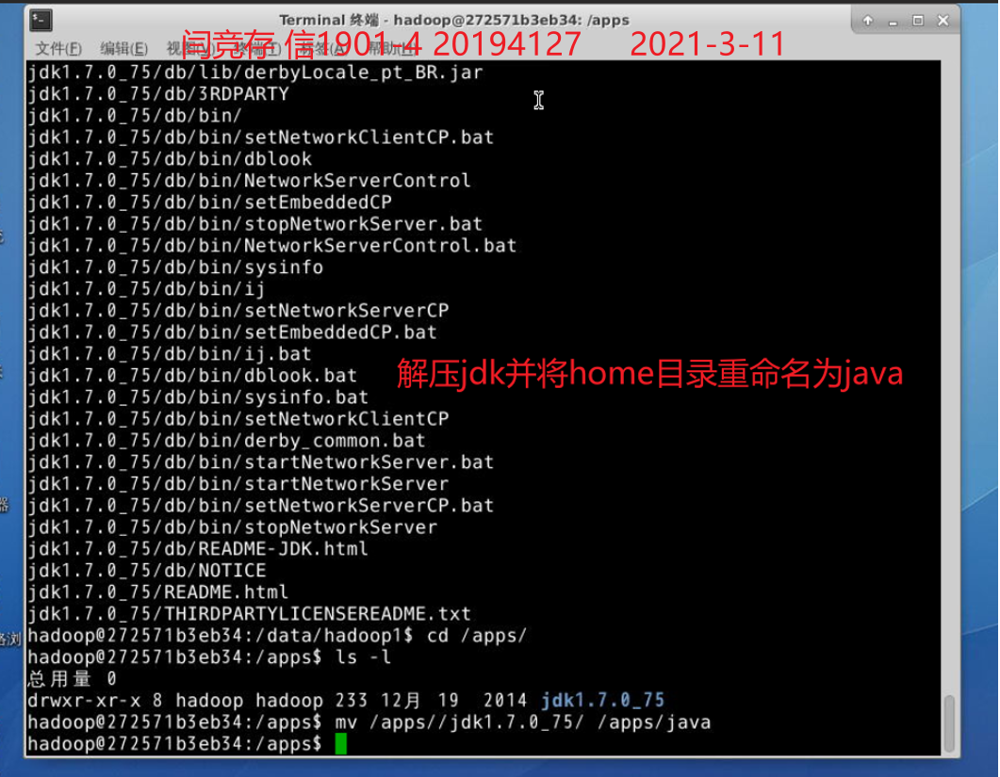 Terminal 终端 - hadoop@272571b3eb34: /apps
文件(F) 编辑(E) 视图(V) 终端(T) 标签(A) 帮助(H)
闫竞存 信1901-4 20194127 2021-3-11
jdk1.7.0_75/db/lib/derbyLocale_pt_BR.jar
jdk1.7.0_75/db/3RDPARTY
jdk1.7.0_75/db/bin/
jdk1.7.0_75/db/bin/setNetworkClientCP.bat
jdk1.7.0_75/db/bin/dblook
jdk1.7.0_75/db/bin/NetworkServerControl
jdk1.7.0_75/db/bin/setEmbeddedCP
jdk1.7.0_75/db/bin/stopNetworkServer.bat
jdk1.7.0_75/db/bin/NetworkServerControl.bat
jdk1.7.0_75/db/bin/sysinfo
jdk1.7.0_75/db/bin/ij
jdk1.7.0_75/db/bin/setNetworkServerCP
jdk1.7.0_75/db/bin/setEmbeddedCP.bat
jdk1.7.0_75/db/bin/ij.bat
jdk1.7.0_75/db/bin/dblook.bat
解压jdk并将home目录重命名为java
jdk1.7.0_75/db/bin/sysinfo.bat
jdk1.7.0_75/db/bin/setNetworkClientCP
jdk1.7.0_75/db/bin/derby_common.bat
jdk1.7.0_75/db/bin/startNetworkServer.bat
jdk1.7.0_75/db/bin/startNetworkServer
jdk1.7.0_75/db/bin/setNetworkServerCP.bat
jdk1.7.0_75/db/bin/stopNetworkServer
jdk1.7.0_75/db/README-JDK.html
jdk1.7.0_75/db/NOTICE
jdk1.7.0_75/README.html
jdk1.7.0_75/THIRDPARTYLICENSEREADME.txt
hadoop@272571b3eb34:/data/hadoop1$ cd /apps/
hadoop@272571b3eb34:/apps$ ls -l
总用量 0
drwxr-xr-x 8 hadoop hadoop 233 12月 19 2014 jdk1.7.0_75
hadoop@272571b3eb34:/apps$ mv /apps//jdk1.7.0_75/ /apps/java
hadoop@272571b3eb34:/apps$